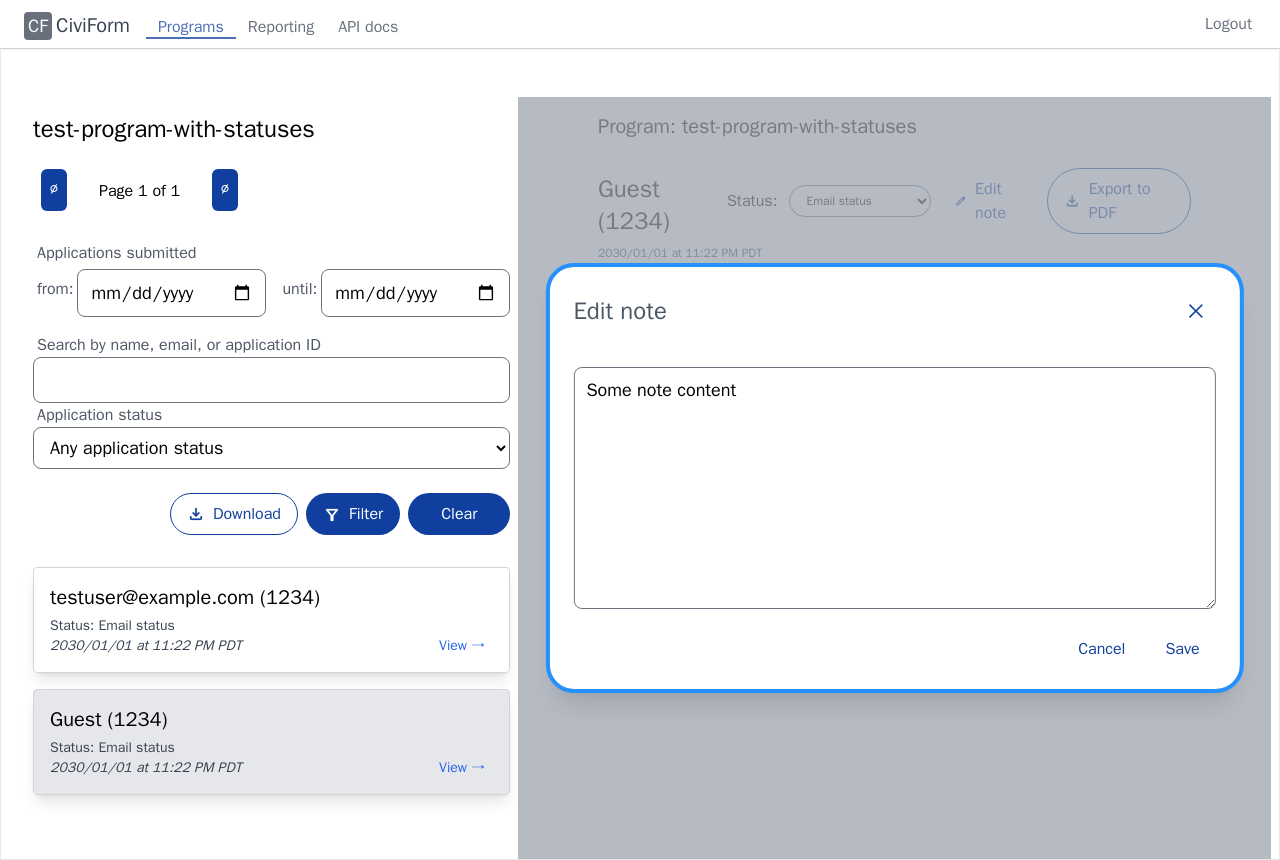 CF CiviForm Programs Reporting API docs Logout
test-program-with-statuses
Page 1 of 1
Applications submitted
from: mm/dd/yyyy until: mm/dd/yyyy
Search by name, email, or application ID
Application status
Any application status
Download Filter Clear
testuser@example.com (1234)
Status: Email status
2030/01/01 at 11:22 PM PDT View →
Guest (1234)
Status: Email status
2030/01/01 at 11:22 PM PDT View →
Program: test-program-with-statuses
Guest
(1234)
Status: Email status
Edit
note
Export to
PDF
2030/01/01 at 11:22 PM PDT
Edit note
Some note content
Cancel Save